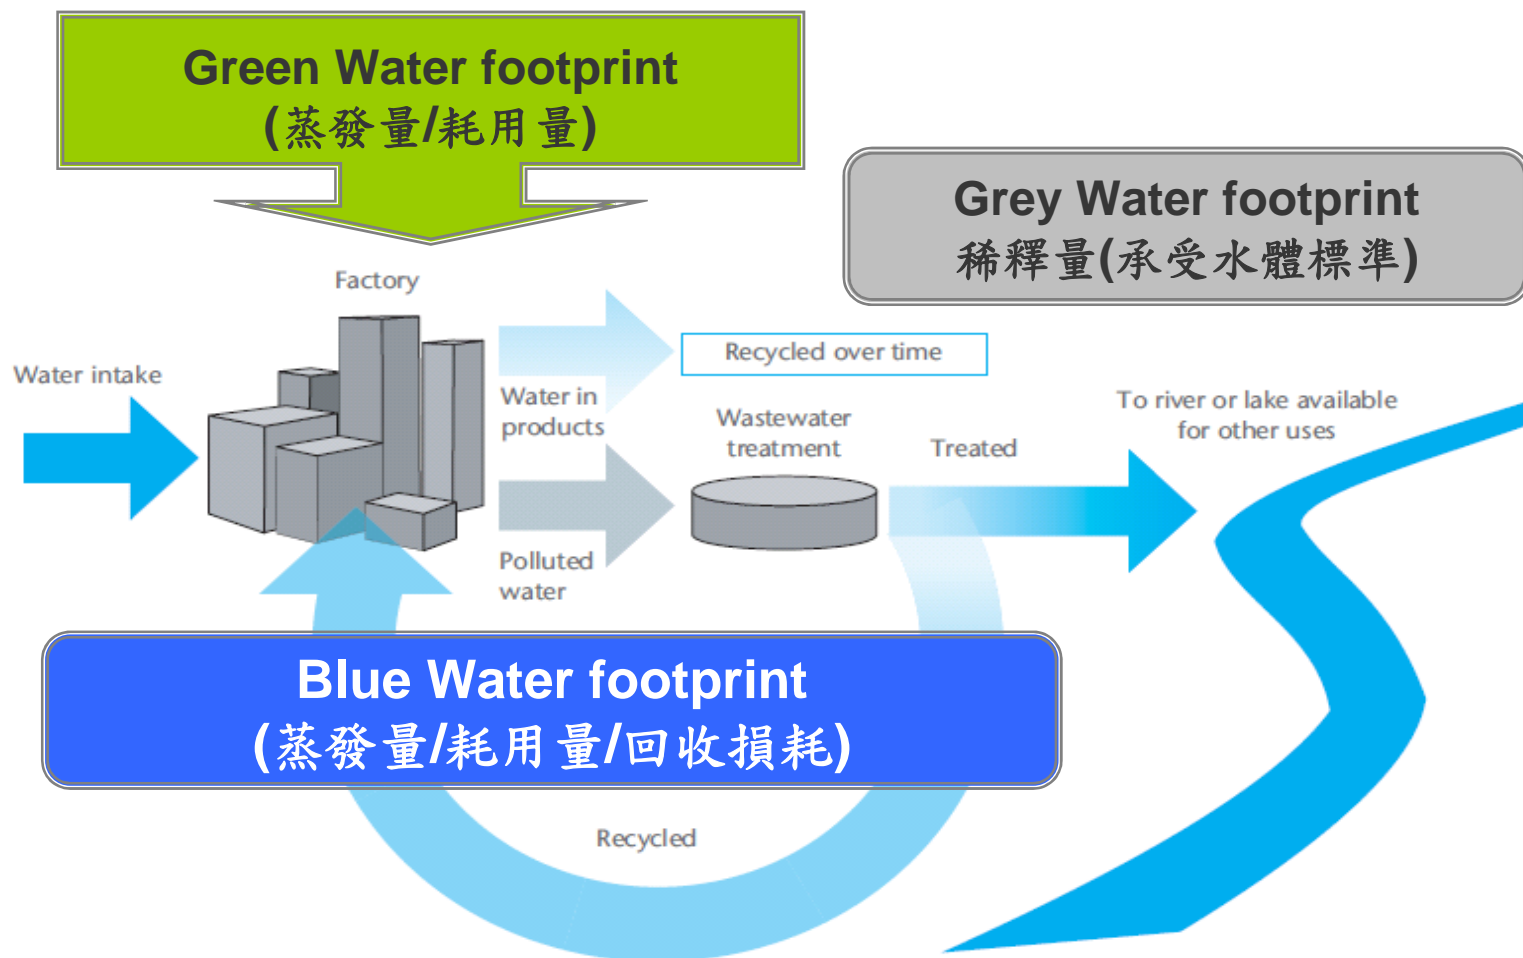 Green Water footprint
(蒸發量/耗用量)
Grey Water footprint
稀釋量(承受水體標準)
Factory
Water intake
Recycled over time
Water in
products
Wastewater
treatment
Treated
To river or lake available
for other uses
Polluted
water
Blue Water footprint
(蒸發量/耗用量/回收損耗)
Recycled